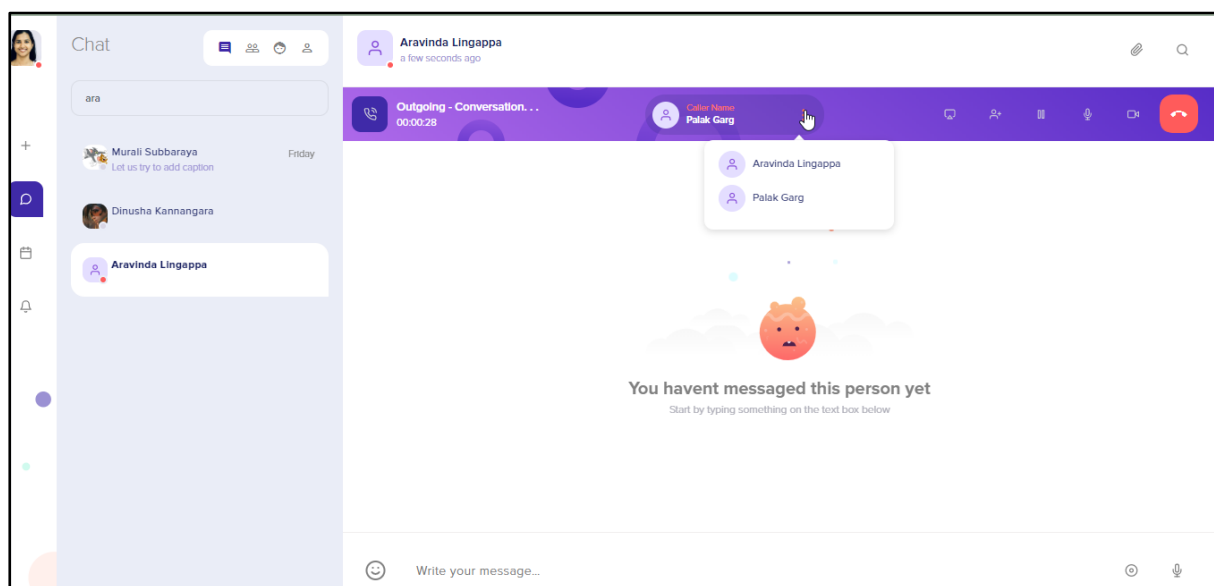 Chat
ara
Murali Subbaraya
Friday
Let us try to add caption
Dinusha Kannangara
Aravinda Lingappa
Aravinda Lingappa
a few seconds ago
Outgoing - Conversation. . .
00:00:28
Caller Name
Palak Garg
Aravinda Lingappa
Palak Garg
You havent messaged this person yet
Start by typing something on the text box below
Write your message...